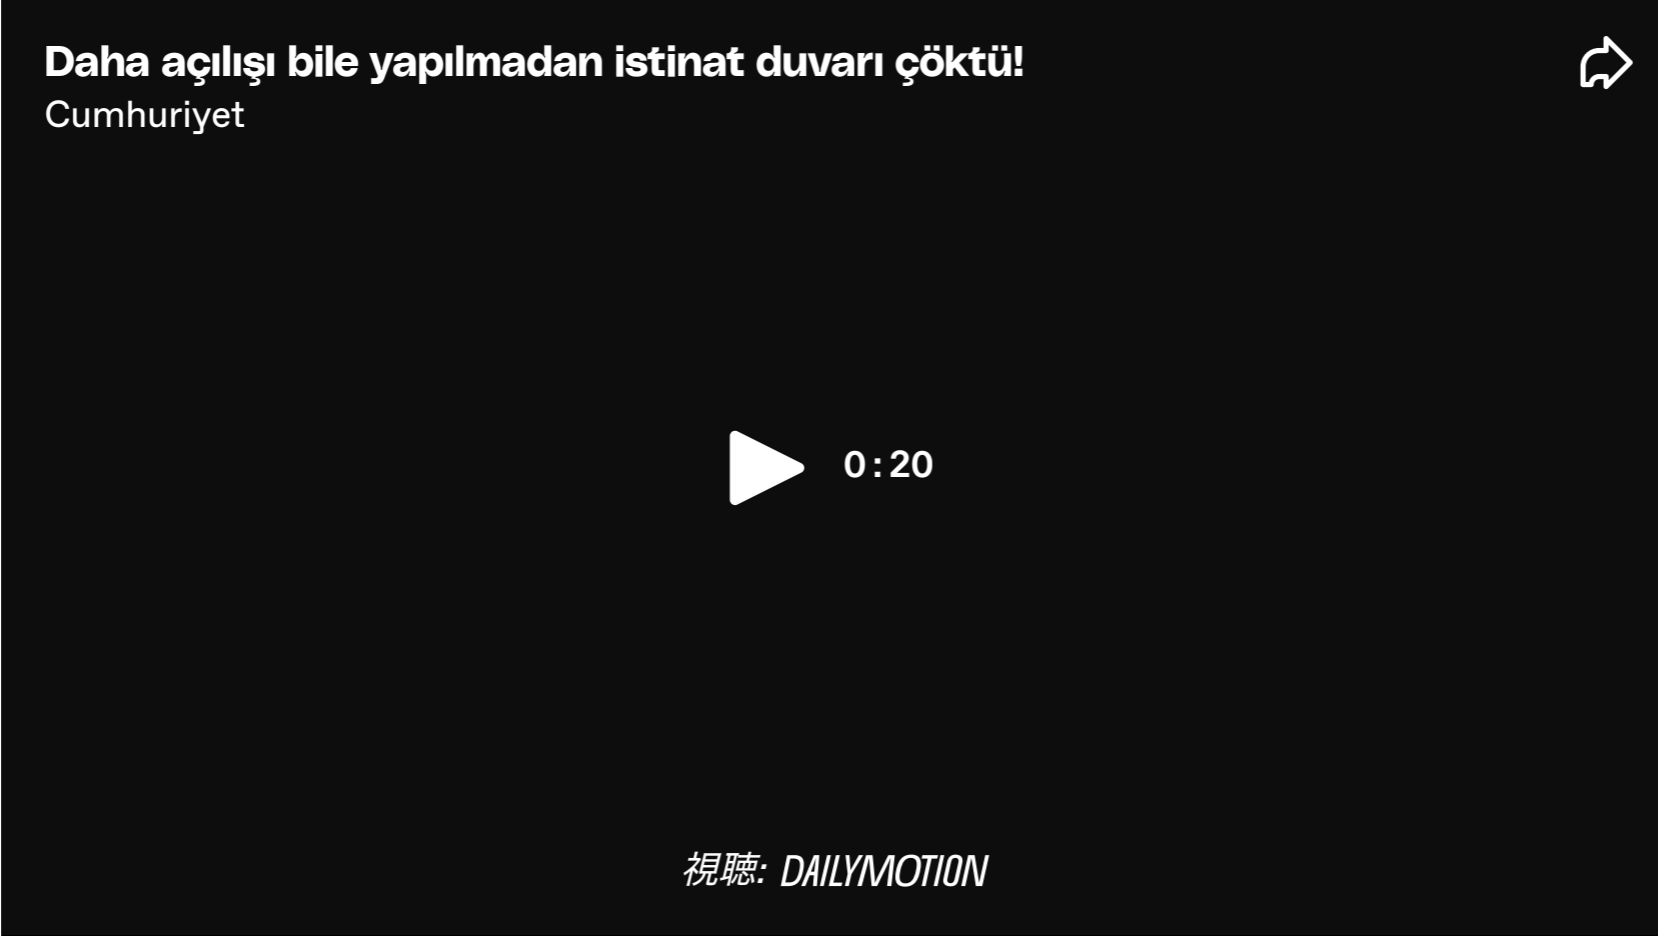 Daha açılışı bile yapılmadan istinat duvarı çöktü!
Cumhuriyet
0:20
視聴: DAILYMOTION